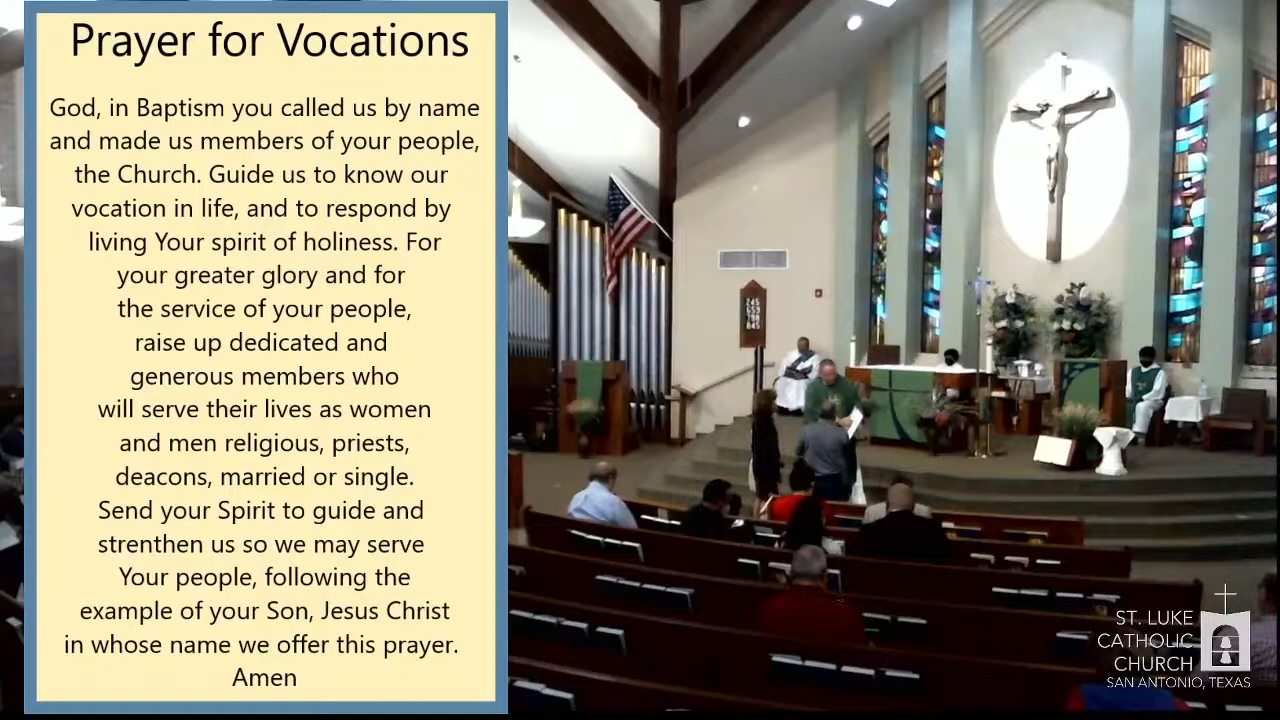 Prayer for Vocations
God, in Baptism you called us by name
and made us members of your people,
the Church. Guide us to know our
vocation in life, and to respond by
living Your spirit of holiness. For
your greater glory and for
the service of your people,
raise up dedicated and
generous members who
will serve their lives as women
and men religious, priests,
deacons, married or single.
Send your Spirit to guide and
strenthen us so we may serve
Your people, following the
example of your Son, Jesus Christ
in whose name we offer this prayer.
Amen
245
659
798
845
ST. LUKE
CATHOLIC
CHURCH
SAN ANTONIO, TEXAS